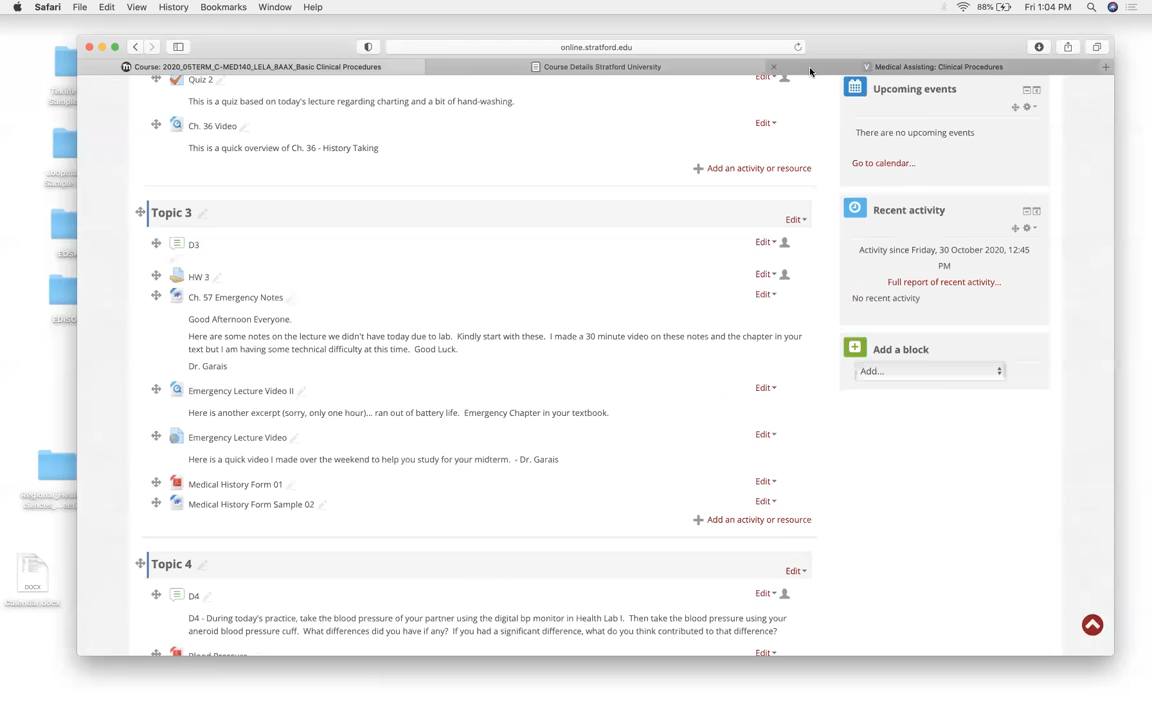 Safari File Edit View History Bookmarks Window Help
88% Fri 1:04 PM
online.stratford.edu
m Course: 2020_05TERM_C-MED140_LELA_8AAX_Basic Clinical Procedures
Course Details Stratford University
V Medical Assisting: Clinical Procedures
Quiz 2
Edit
This is a quiz based on today's lecture regarding charting and a bit of hand-washing.
Ch. 36 Video
Edit
This is a quick overview of Ch. 36 - History Taking
Add an activity or resource
Topic 3
Edit
D3
Edit
HW 3
Edit
Ch. 57 Emergency Notes
Edit
Good Afternoon Everyone.
Here are some notes on the lecture we didn't have today due to lab. Kindly start with these. I made a 30 minute video on these notes and the chapter in your
text but I am having some technical difficulty at this time. Good Luck.
Dr. Garais
Emergency Lecture Video II
Edit
Here is another excerpt (sorry, only one hour)... ran out of battery life. Emergency Chapter in your textbook.
Emergency Lecture Video
Edit
Here is a quick video I made over the weekend to help you study for your midterm. - Dr. Garais
Medical History Form 01
Edit
Medical History Form Sample 02
Edit
Add an activity or resource
Topic 4
Edit
D4
Edit
D4 - During today's practice, take the blood pressure of your partner using the digital bp monitor in Health Lab I. Then take the blood pressure using your
aneroid blood pressure cuff. What differences did you have if any? If you had a significant difference, what do you think contributed to that difference?
Blood Pressure
Edit
Upcoming events
There are no upcoming events
Go to calendar...
Recent activity
Activity since Friday, 30 October 2020, 12:45
PM
Full report of recent activity...
No recent activity
Add a block
Add...
DOCX
Calendar.docx